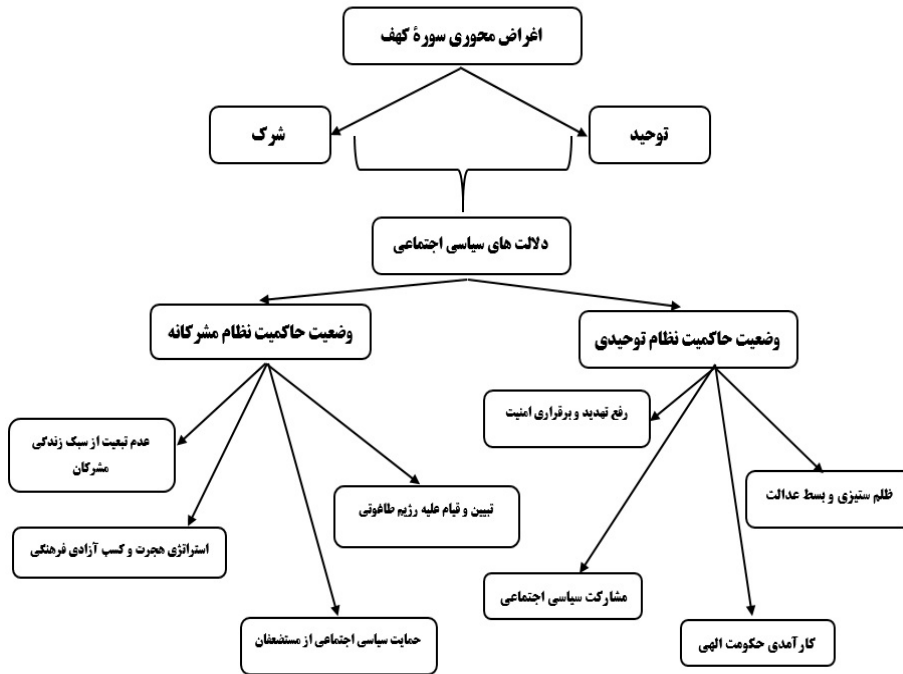 اغراض محوری سورۀ کهف
توحید
شرک
دلالت های سیاسی اجتماعی
وضعیت حاکمیت نظام توحیدی
وضعیت حاکمیت نظام مشرکانه
رفع تهدید و برقراری امنیت
ظلم ستیزی و بسط عدالت
مشارکت سیاسی اجتماعی
کارآمدی حکومت الهی
عدم تبعیت از سبک زندگی
مشرکان
تبیین و قیام علیه رژیم طاغوتی
استراتژی هجرت و کسب آزادی فرهنگی
حمایت سیاسی اجتماعی از مستضعفان